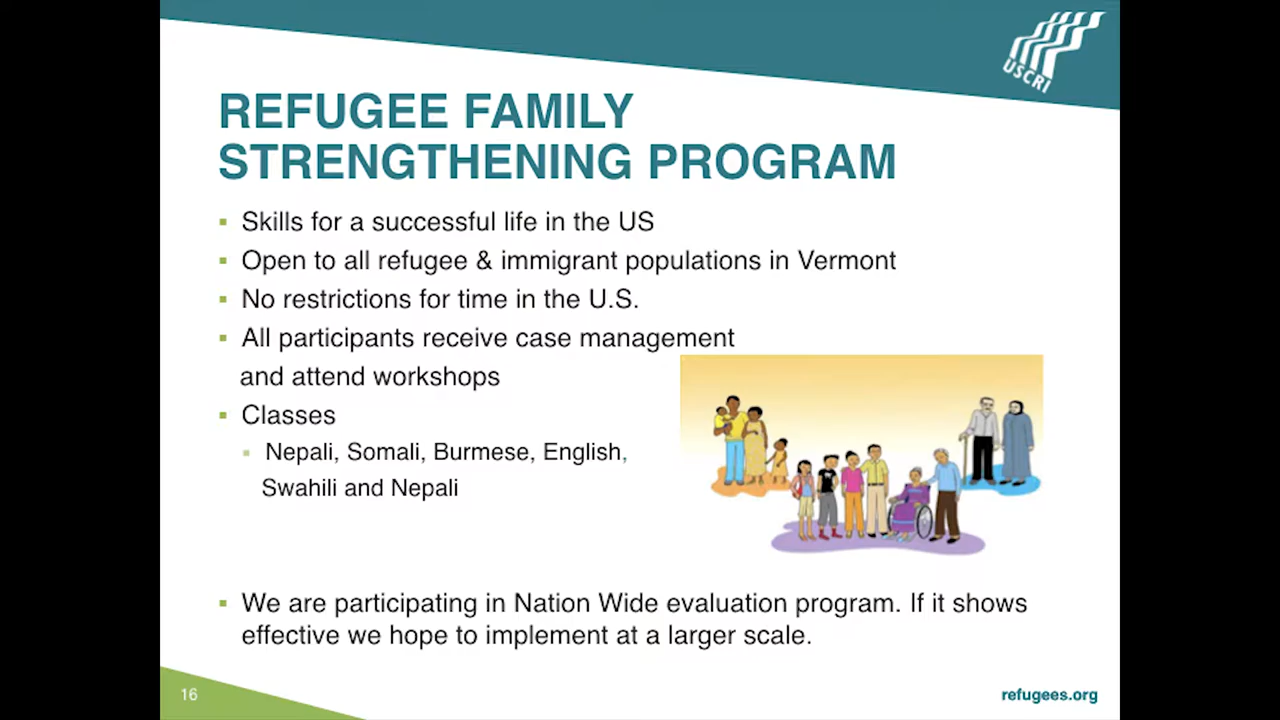 USCRI
REFUGEE FAMILY
STRENGTHENING PROGRAM
▪ Skills for a successful life in the US
▪ Open to all refugee & immigrant populations in Vermont
▪ No restrictions for time in the U.S.
▪ All participants receive case management
and attend workshops
▪ Classes
▪ Nepali, Somali, Burmese, English,
Swahili and Nepali
▪ We are participating in Nation Wide evaluation program. If it shows
effective we hope to implement at a larger scale.
16
refugees.org